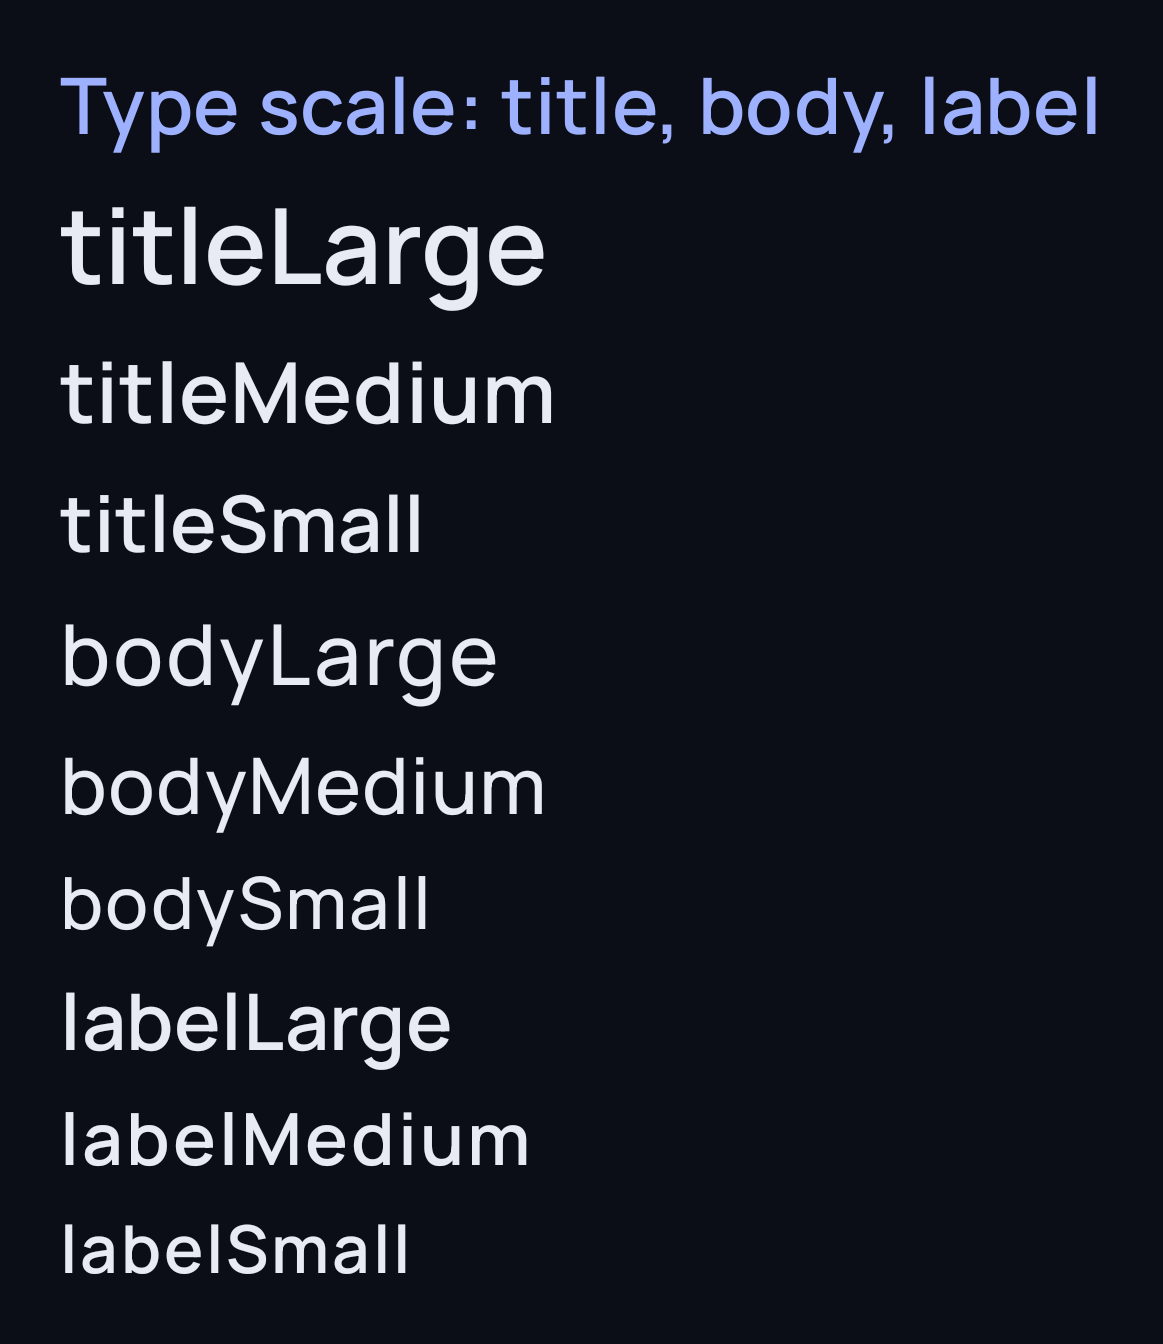 Type scale: title, body, label
titleLarge
titleMedium
titleSmall
bodyLarge
bodyMedium
bodySmall
labelLarge
labelMedium
labelSmall